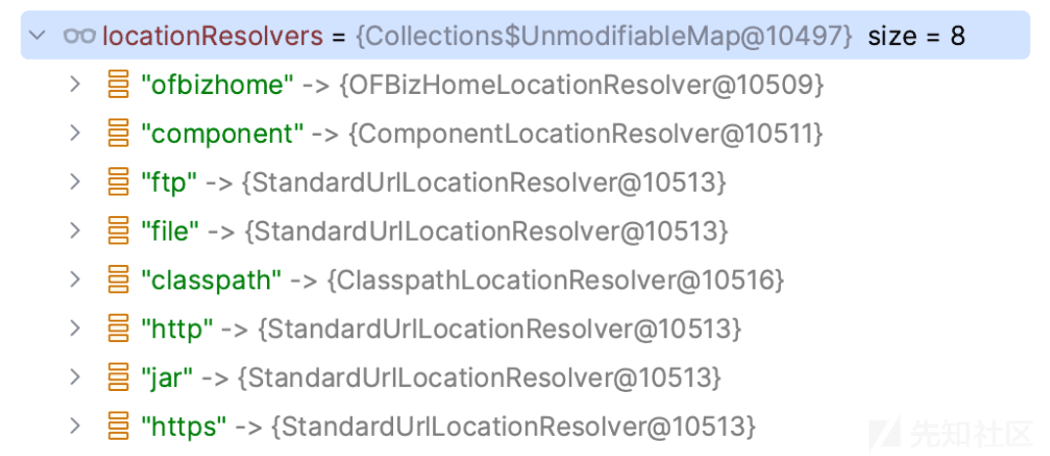 locationResolvers = {Collections$UnmodifiableMap@10497} size = 8
"ofbizhome" -> {OFBizHomeLocationResolver@10509}
"component" -> {ComponentLocationResolver@10511}
"ftp" -> {StandardUrlLocationResolver@10513}
"file" -> {StandardUrlLocationResolver@10513}
"classpath" -> {ClasspathLocationResolver@10516}
"http" -> {StandardUrlLocationResolver@10513}
"jar" -> {StandardUrlLocationResolver@10513}
"https" -> {StandardUrlLocationResolver@10513}
先知社区